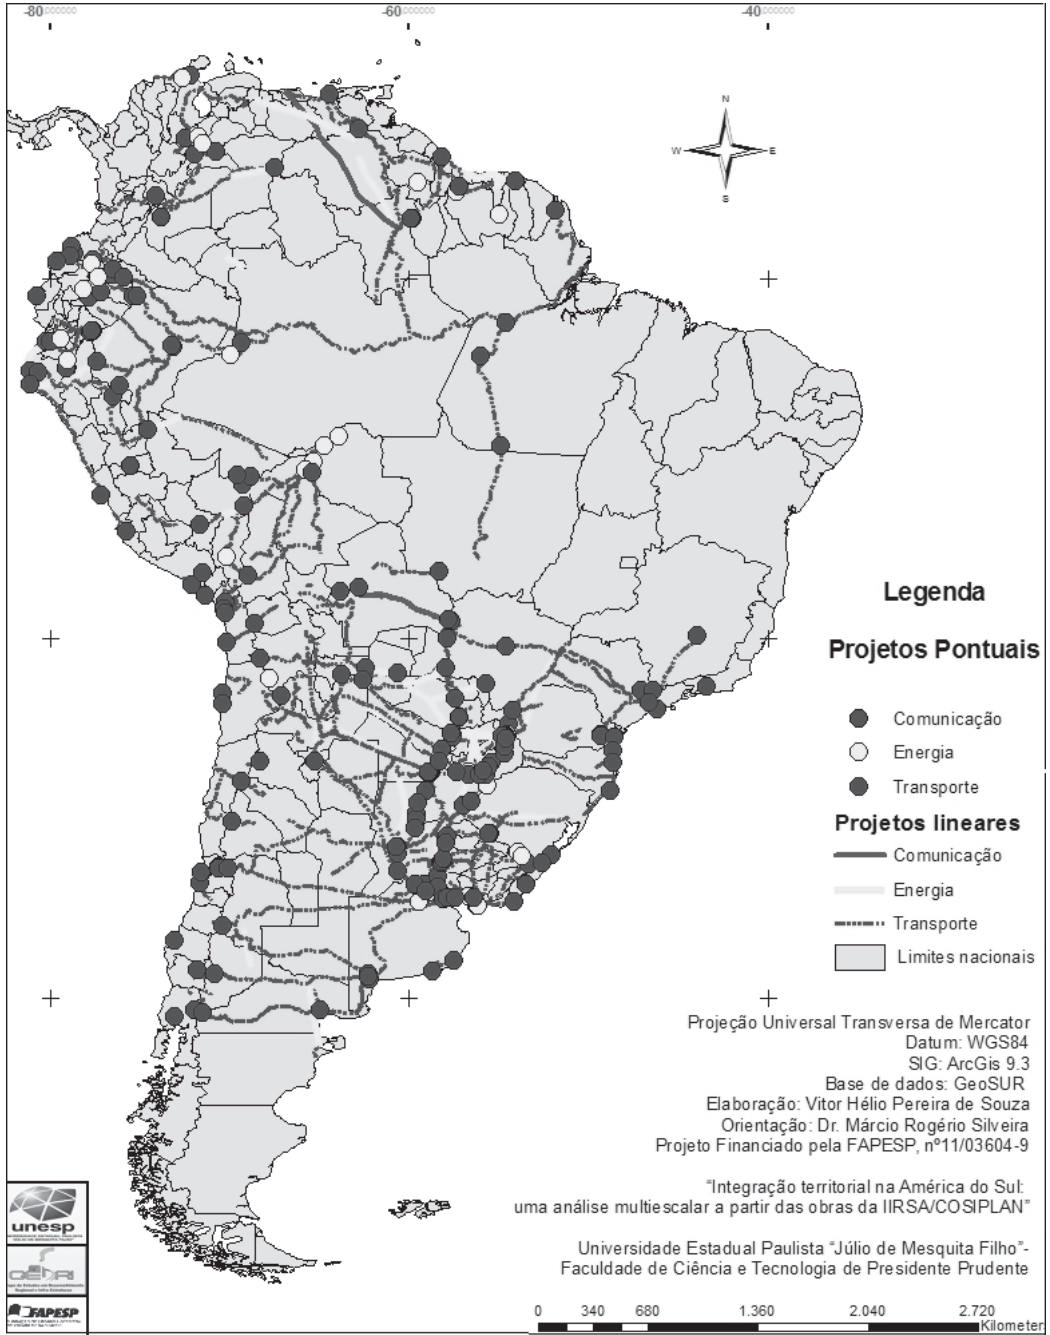 -80,000000
-60,000000
-40,000000
N
W
E
S
Legenda
Projetos Pontuais
Comunicação
Energia
Transporte
Projetos lineares
Comunicação
Energia
Transporte
Limites nacionais
Projeção Universal Transversa de Mercator
Datum: WGS84
SIG: ArcGis 9.3
Base de dados: GeoSUR
Elaboração: Vitor Hélio Pereira de Souza
Orientação: Dr. Márcio Rogério Silveira
Projeto Financiado pela FAPESP, nº11/03604-9
“Integração territorial na América do Sul:
uma análise multiescalar a partir das obras da IIRSA/COSIPLAN”
Universidade Estadual Paulista “Júlio de Mesquita Filho”-
Faculdade de Ciência e Tecnologia de Presidente Prudente
unesp
GEDRI
FAPESP
0 340 680 1.360 2.040 2.720
Kilometer